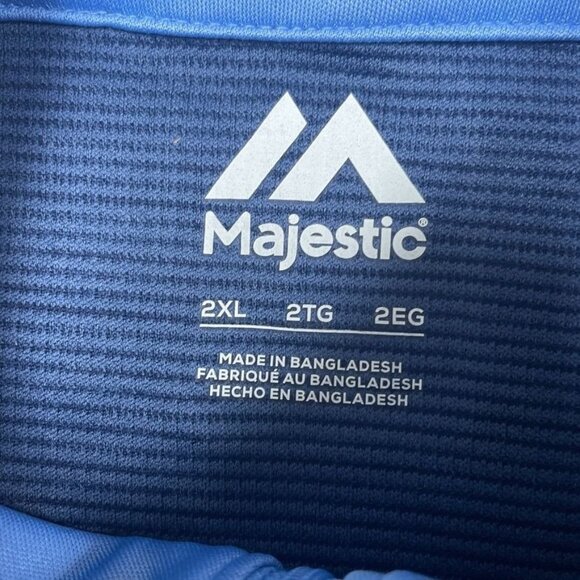 Majestic®
2XL 2TG 2EG
MADE IN BANGLADESH
FABRIQUÉ AU BANGLADESH
HECHO EN BANGLADESH